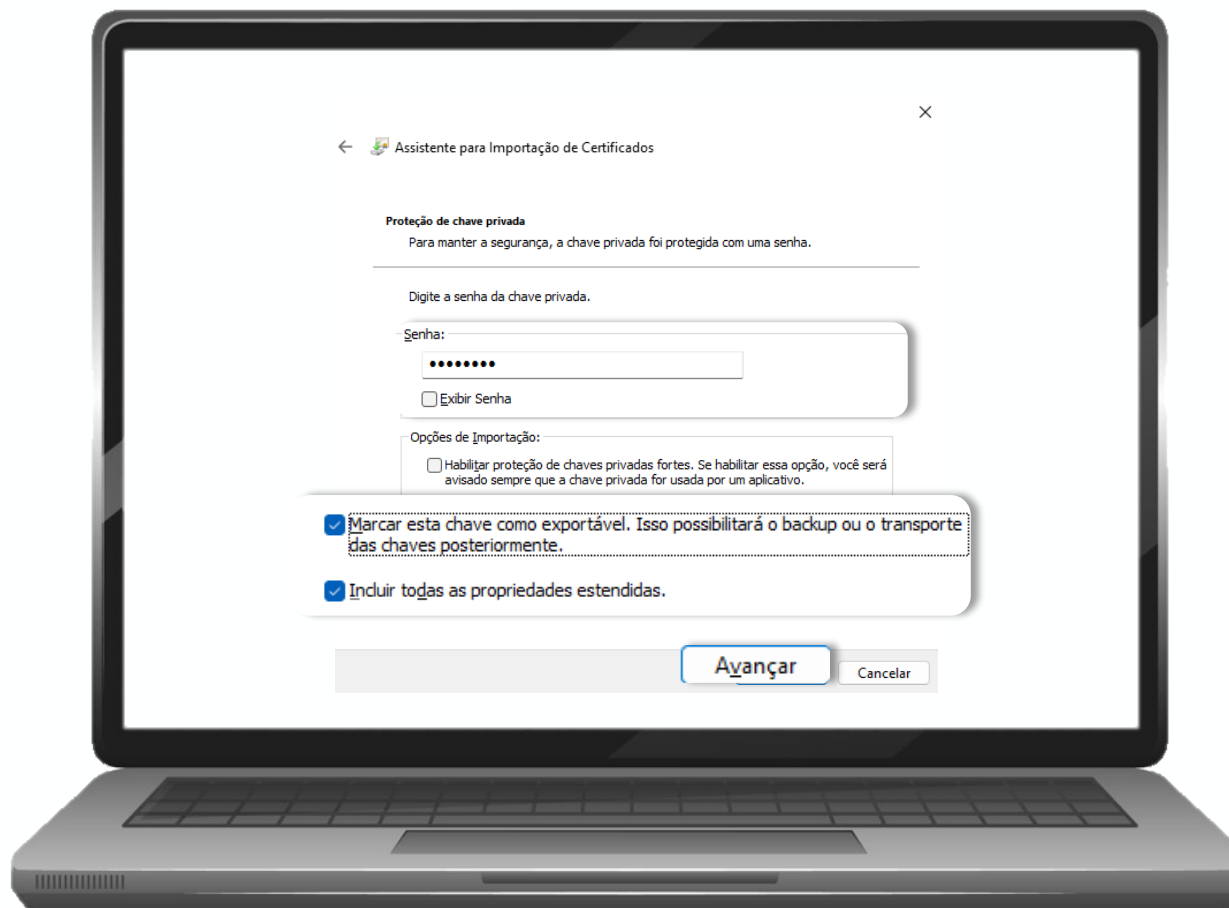 Assistente para Importação de Certificados
Proteção de chave privada
Para manter a segurança, a chave privada foi protegida com uma senha.
Digite a senha da chave privada.
Senha:
••••••••
Exibir Senha
Opções de Importação:
Habilitar proteção de chaves privadas fortes. Se habilitar essa opção, você será
avisado sempre que a chave privada for usada por um aplicativo.
Marcar esta chave como exportável. Isso possibilitará o backup ou o transporte
das chaves posteriormente.
Incluir todas as propriedades estendidas.
Avançar
Cancelar